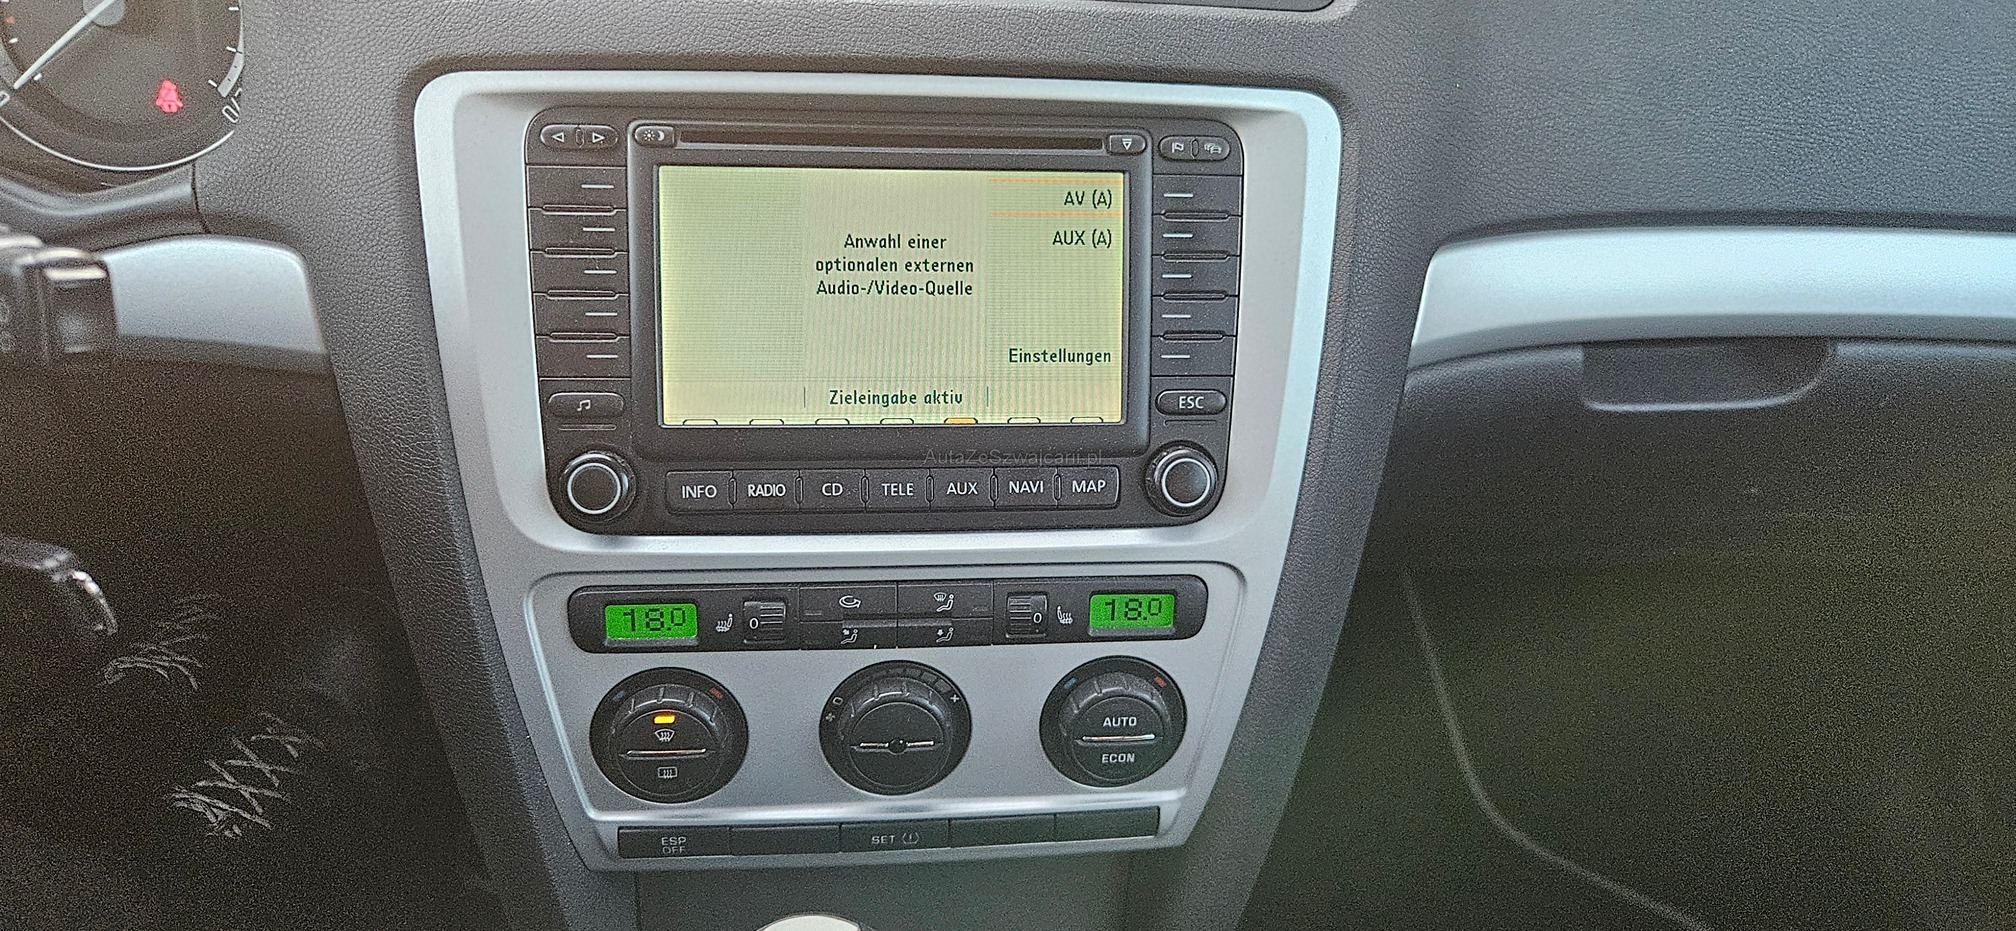 AV (A)
AUX (A)
Anwahl einer
optionalen externen
Audio-/Video-Quelle
Einstellungen
Zieleingabe aktiv
ESC
AutaZeSzwajcarii.pl
INFO RADIO CD TELE AUX NAVI MAP
18.0 0 0 18.0
AUTO
ECON
ESP
OFF
SET